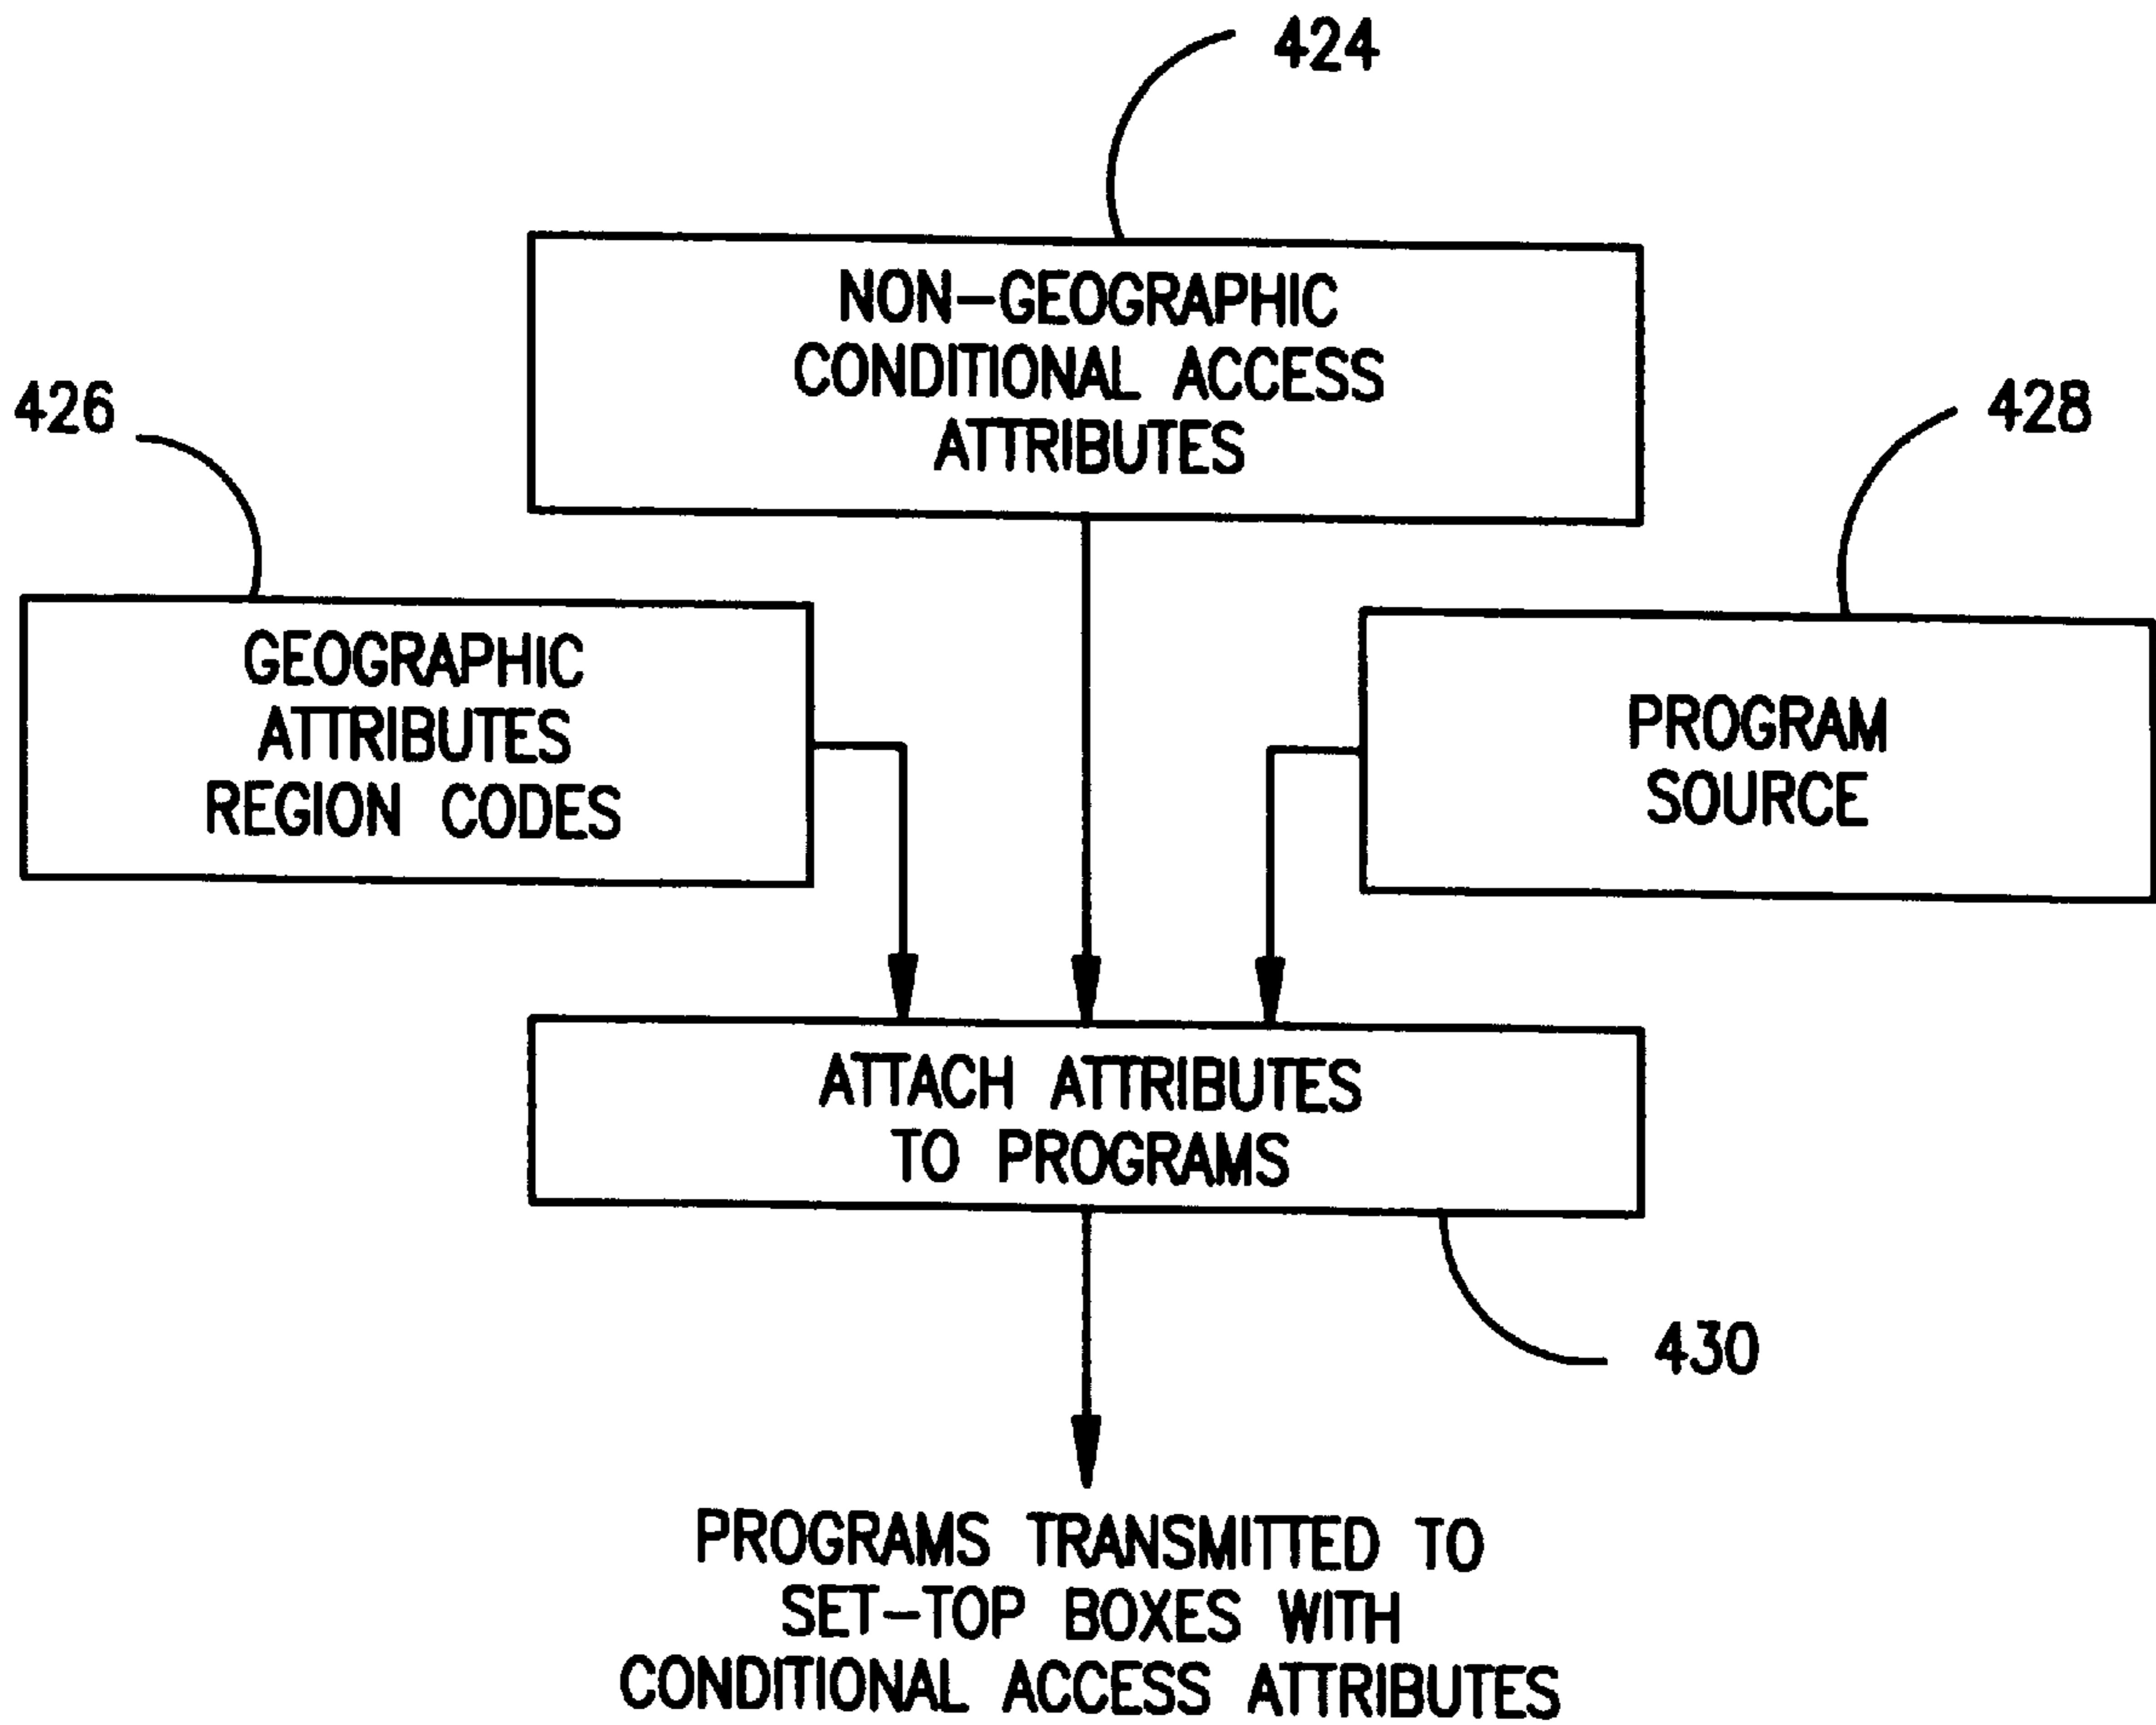 424
NON-GEOGRAPHIC
CONDITIONAL ACCESS
ATTRIBUTES
426
428
GEOGRAPHIC
ATTRIBUTES
REGION CODES
PROGRAM
SOURCE
ATTACH ATTRIBUTES
TO PROGRAMS
430
PROGRAMS TRANSMITTED TO
SET-TOP BOXES WITH
CONDITIONAL ACCESS ATTRIBUTES